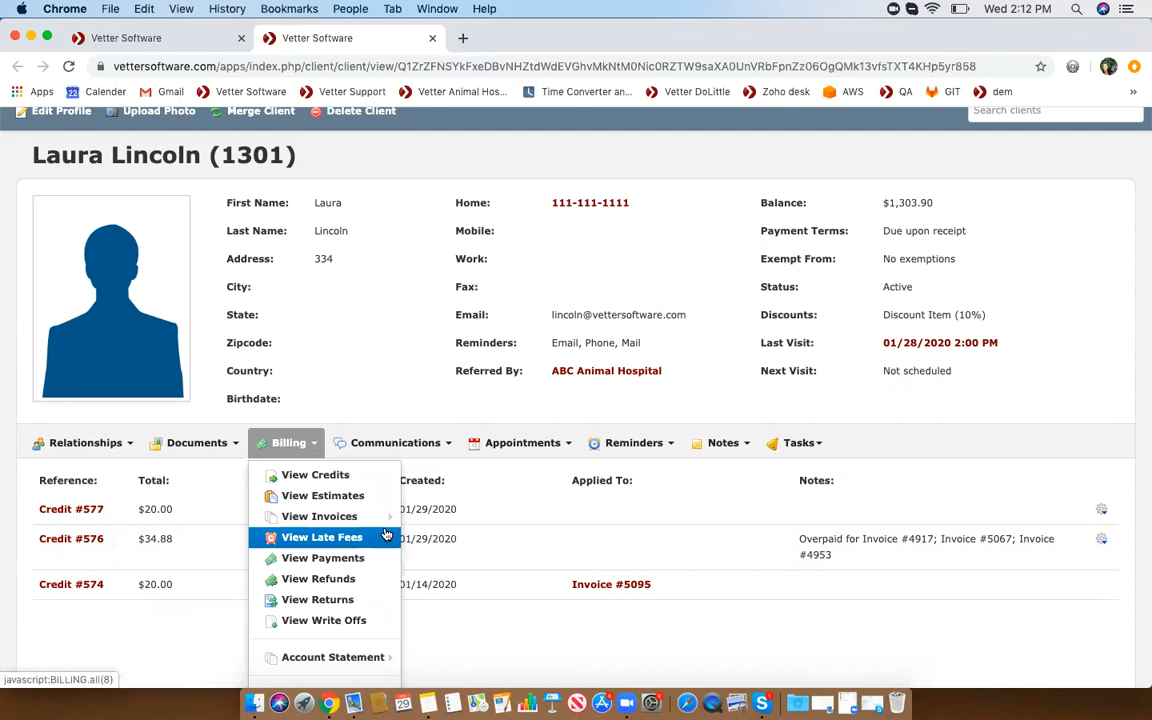 Chrome File Edit View History Bookmarks People Tab Window Help Wed 2:12 PM
Vetter Software Vetter Software
vettersoftware.com/apps/index.php/client/client/view/Q1ZrZFNSYkFxeDBvNHZtdWdEVGhvMkNtM0Nic0RZTW9saXA0UnVRbFpnZz06OgQMk13vfsTXT4KHp5yr858
Apps 22 Calender Gmail Vetter Software Vetter Support Vetter Animal Hos... Time Converter an... Vetter DoLittle Zoho desk AWS QA GIT dem »
Edit Profile Upload Photo Merge Client Delete Client Search clients
Laura Lincoln (1301)
First Name: Laura Home: 111-111-1111 Balance: $1,303.90
Last Name: Lincoln Mobile: Payment Terms: Due upon receipt
Address: 334 Work: Exempt From: No exemptions
City: Fax: Status: Active
State: Email: lincoln@vettersoftware.com Discounts: Discount Item (10%)
Zipcode: Reminders: Email, Phone, Mail Last Visit: 01/28/2020 2:00 PM
Country: Referred By: ABC Animal Hospital Next Visit: Not scheduled
Birthdate:
Relationships Documents Billing Communications Appointments Reminders Notes Tasks
Reference: Total: Created: Applied To: Notes:
Credit #577 $20.00 01/29/2020
Credit #576 $34.88 01/29/2020 Overpaid for Invoice #4917; Invoice #5067; Invoice
#4953
Credit #574 $20.00 01/14/2020 Invoice #5095
View Credits
View Estimates
View Invoices
View Late Fees
View Payments
View Refunds
View Returns
View Write Offs
Account Statement
javascript:BILLING.all(8)
29